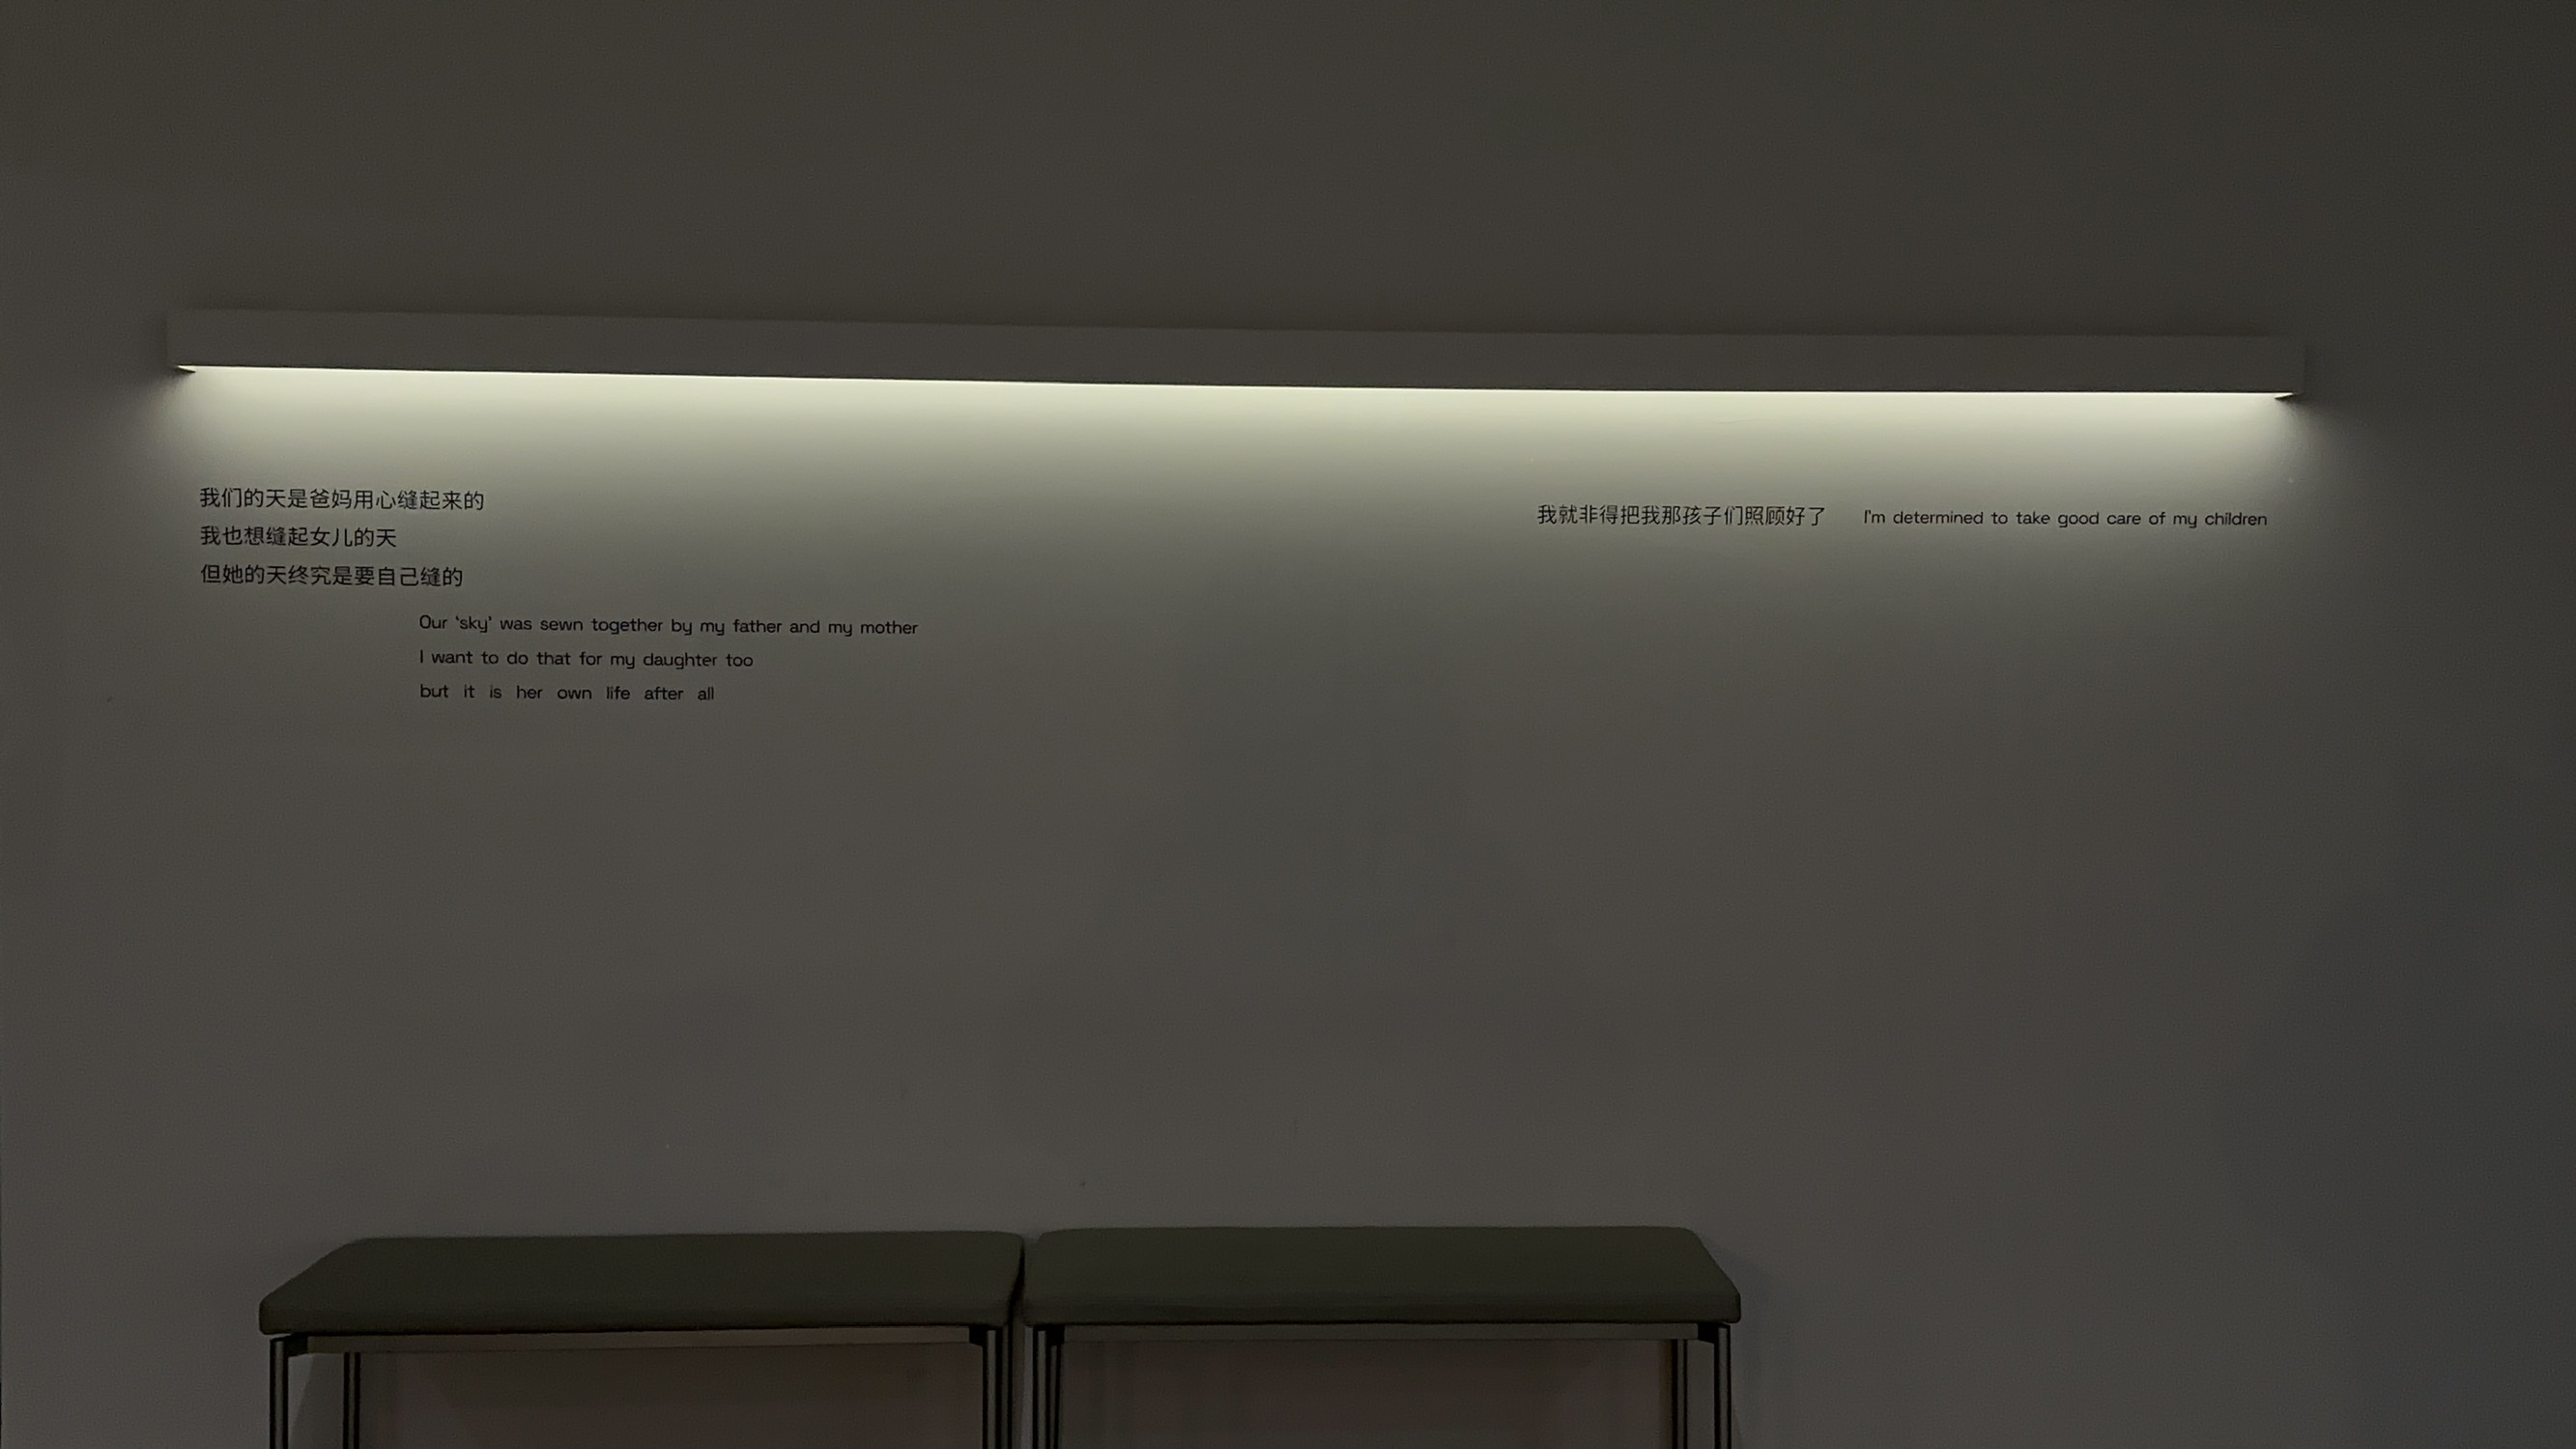 我们的天是爸妈用心缝起来的
我也想缝起女儿的天
但她的天终究是要自己缝的
Our ‘sky’ was sewn together by my father and my mother
I want to do that for my daughter too
but it is her own life after all
我就非得把我那孩子们照顾好了 I'm determined to take good care of my children